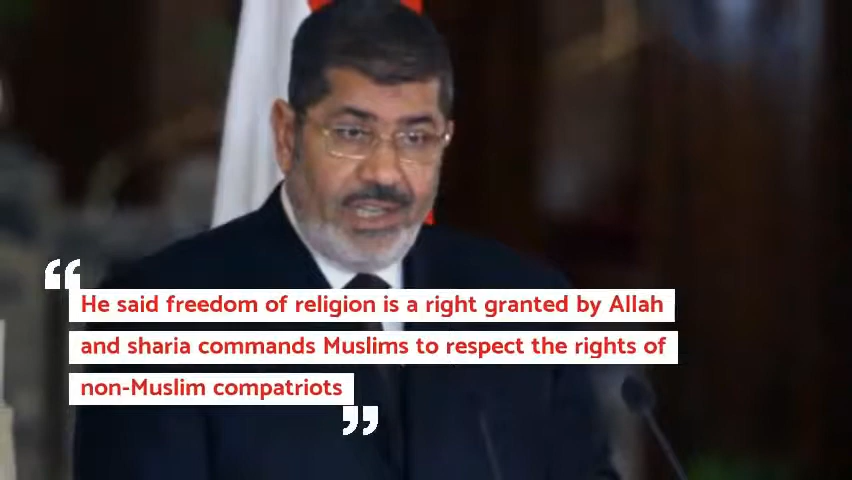 “
He said freedom of religion is a right granted by Allah
and sharia commands Muslims to respect the rights of
non-Muslim compatriots
”